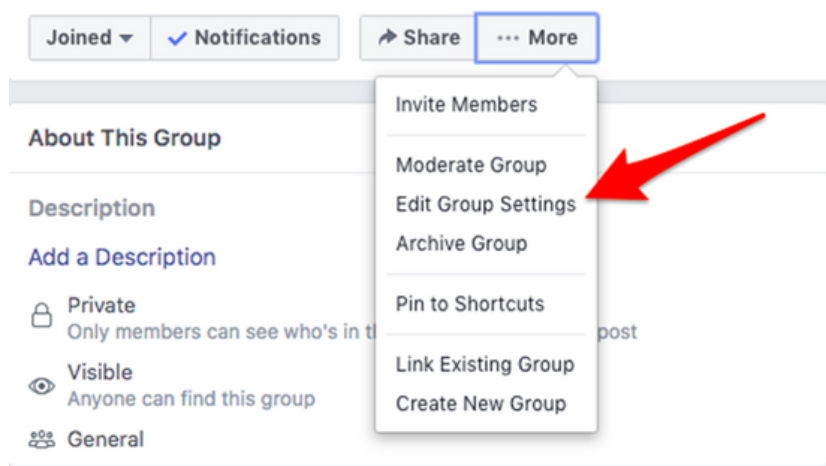 Joined
Notifications
Share
More
Invite Members
About This Group
Moderate Group
Description
Edit Group Settings
Add a Description
Archive Group
Private
Pin to Shortcuts
Only members can see who's in
post
Visible
Link Existing Group
Anyone can find this group
Create New Group
General